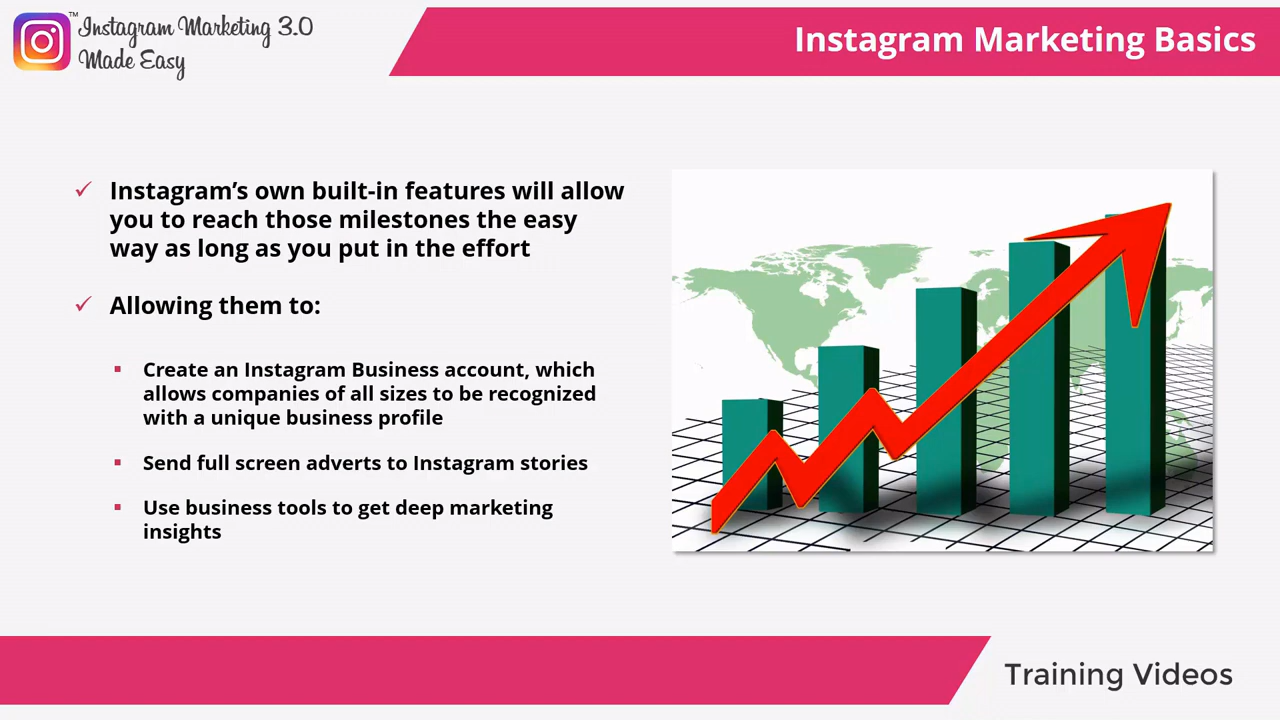 ™
Instagram Marketing 3.0
Made Easy
Instagram Marketing Basics
✓ Instagram’s own built-in features will allow
you to reach those milestones the easy
way as long as you put in the effort
✓ Allowing them to:
▪ Create an Instagram Business account, which
allows companies of all sizes to be recognized
with a unique business profile
▪ Send full screen adverts to Instagram stories
▪ Use business tools to get deep marketing
insights
Training Videos